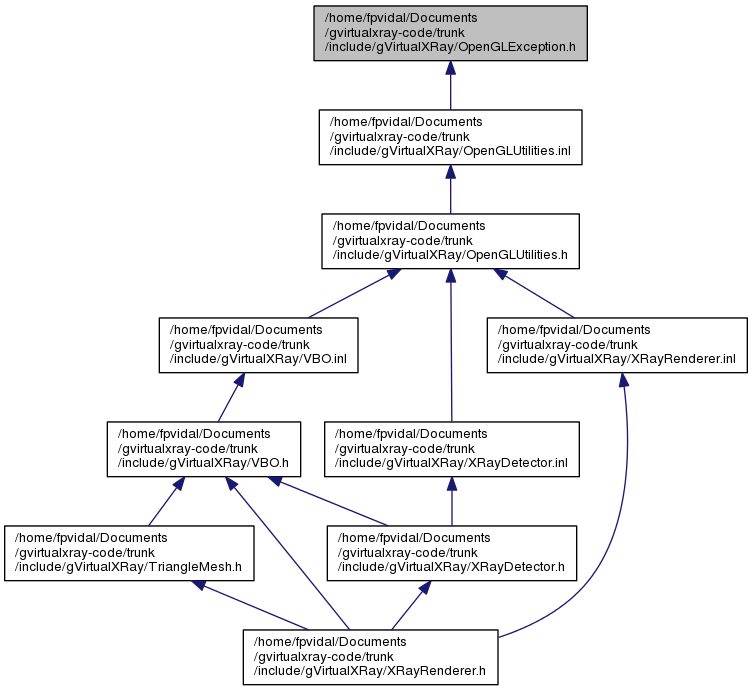 /home/fpvidal/Documents
/gvirtualxray-code/trunk
/include/gVirtualXRay/OpenGLException.h
/home/fpvidal/Documents
/gvirtualxray-code/trunk
/include/gVirtualXRay/OpenGLUtilities.inl
/home/fpvidal/Documents
/gvirtualxray-code/trunk
/include/gVirtualXRay/OpenGLUtilities.h
/home/fpvidal/Documents
/gvirtualxray-code/trunk
/include/gVirtualXRay/VBO.inl
/home/fpvidal/Documents
/gvirtualxray-code/trunk
/include/gVirtualXRay/XRayRenderer.inl
/home/fpvidal/Documents
/gvirtualxray-code/trunk
/include/gVirtualXRay/VBO.h
/home/fpvidal/Documents
/gvirtualxray-code/trunk
/include/gVirtualXRay/XRayDetector.inl
/home/fpvidal/Documents
/gvirtualxray-code/trunk
/include/gVirtualXRay/TriangleMesh.h
/home/fpvidal/Documents
/gvirtualxray-code/trunk
/include/gVirtualXRay/XRayDetector.h
/home/fpvidal/Documents
/gvirtualxray-code/trunk
/include/gVirtualXRay/XRayRenderer.h